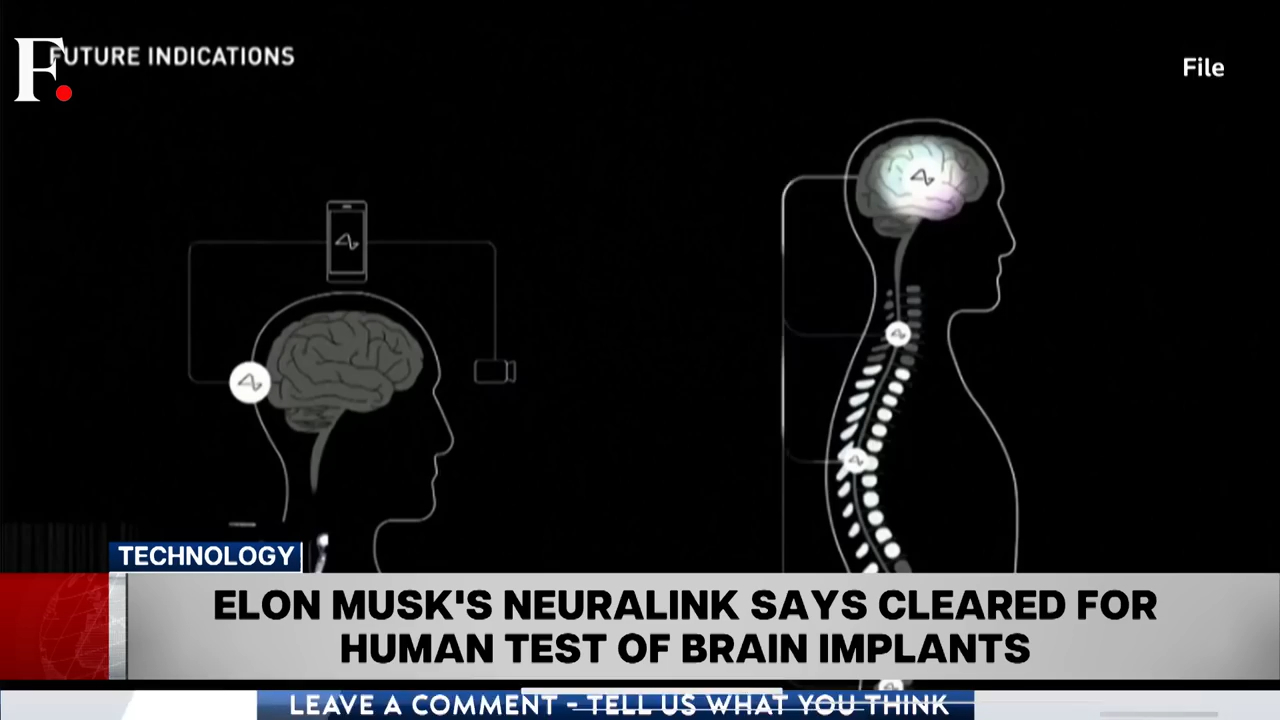 F.
FUTURE INDICATIONS
File
TECHNOLOGY
ELON MUSK'S NEURALINK SAYS CLEARED FOR
HUMAN TEST OF BRAIN IMPLANTS
LEAVE A COMMENT - TELL US WHAT YOU THINK